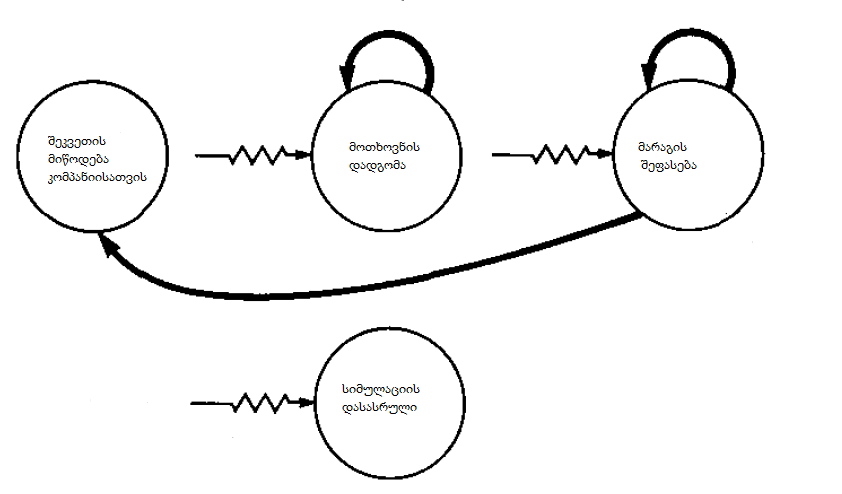 შეკვეთის
მიწოდება
კომპანიისათვის
მოთხოვნის
დადგომა
მარაგის
შეფასება
სიმულაციის
დასასრული